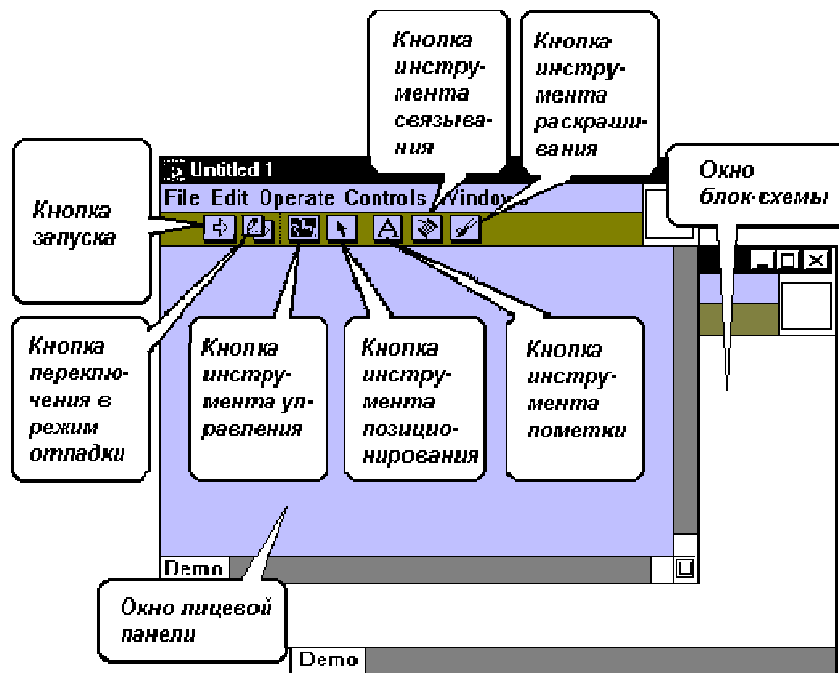 Кнопка
инстру-
мента
связыва-
ния
Кнопка
инстру-
мента
раскраши-
вания
Кнопка
запуска
Untitled 1
File Edit Operate Controls Windows
Окно
блок-схемы
Кнопка
переклю-
чения в
режим
отладки
Кнопка
инстру-
мента уп-
равления
Кнопка
инстру-
мента
позицио-
нирования
Кнопка
инстру-
мента
пометки
Demo
Окно лицевой
панели
Demo